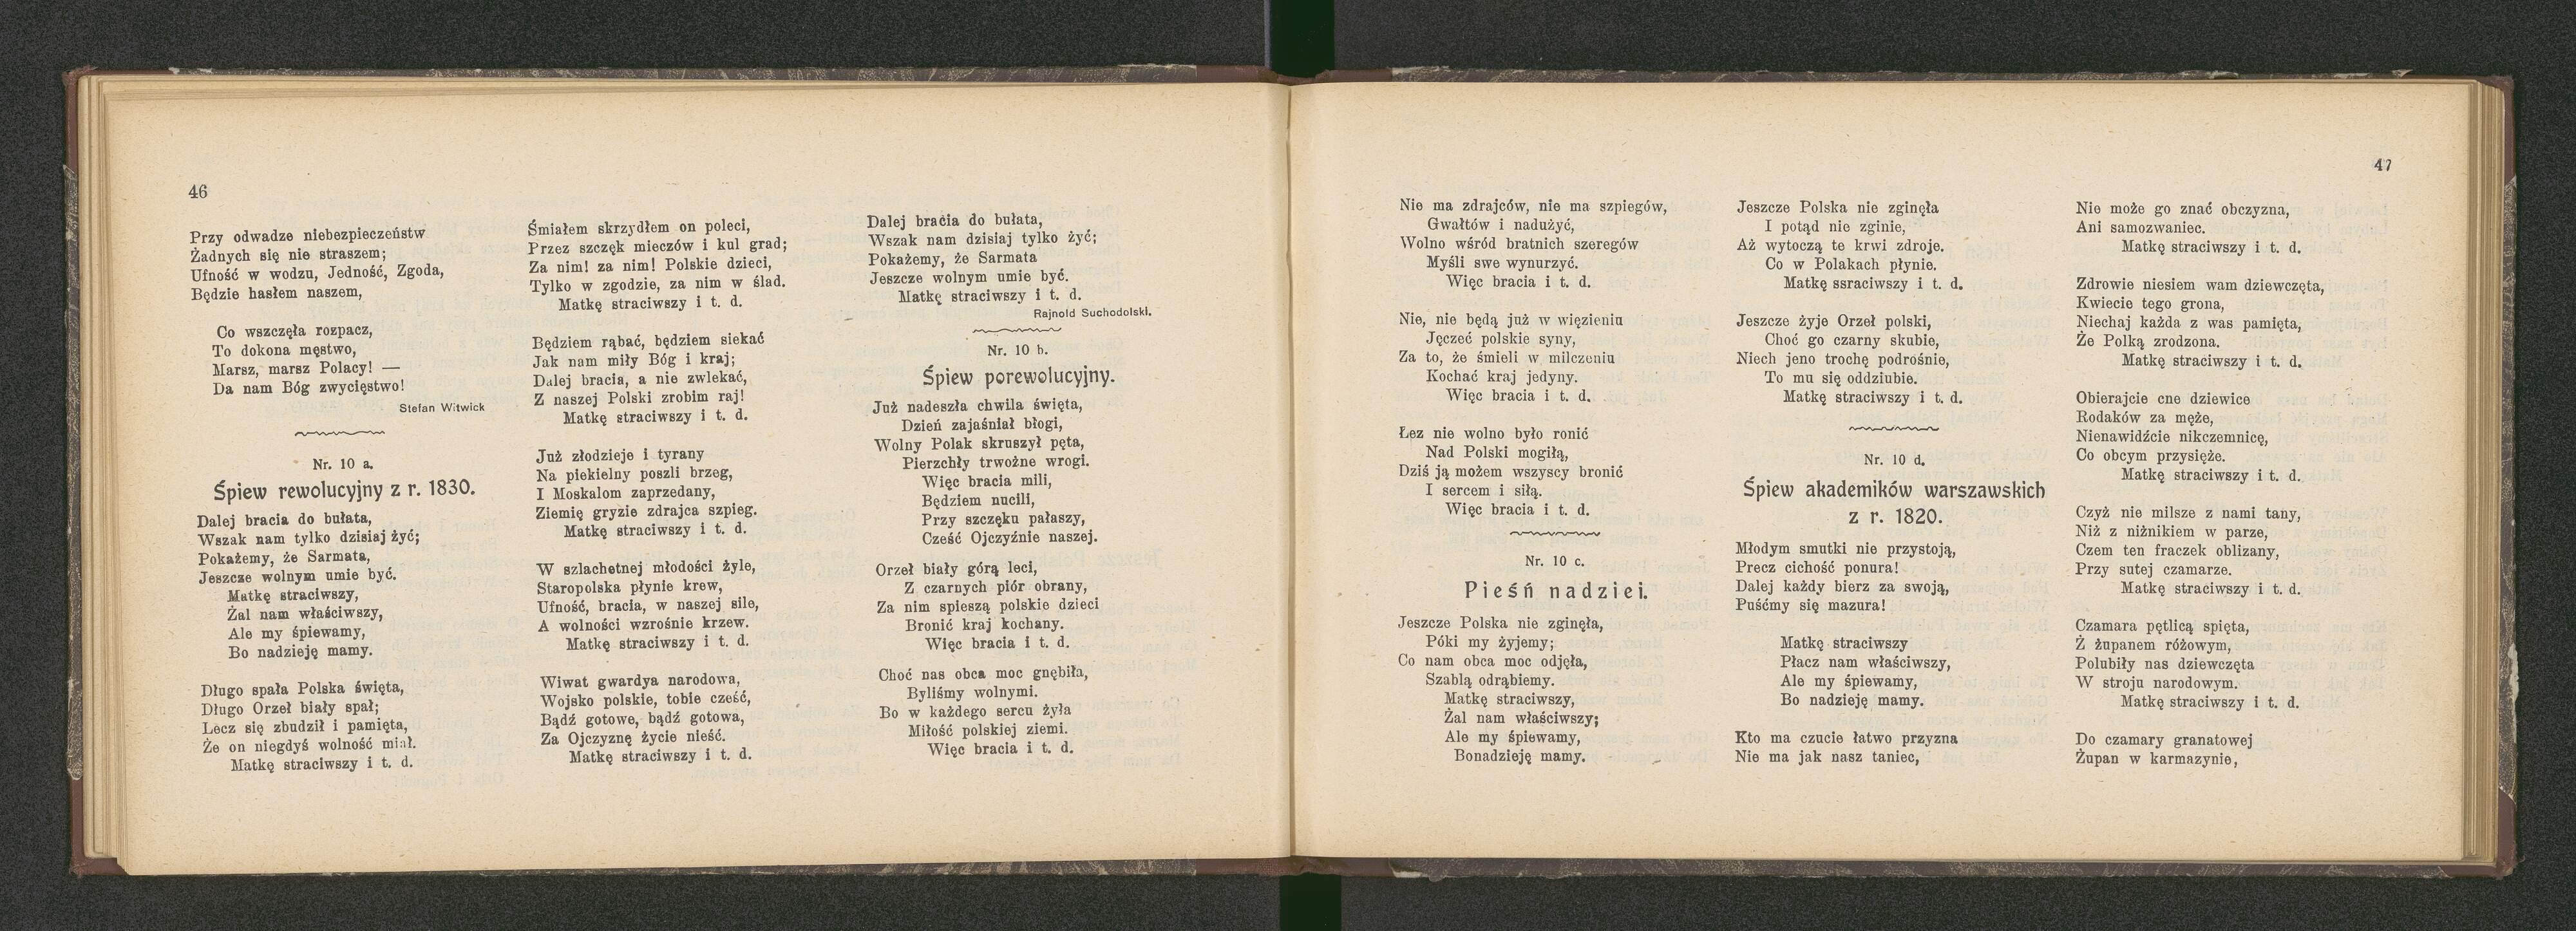 46
Przy odwadze niebezpieczeństw
Żadnych się nie straszem;
Ufność w wodzu, Jedność, Zgoda,
Będzie hasłem naszem,
Co wszczęła rozpacz,
To dokona męstwo,
Marsz, marsz Polacy! —
Da nam Bóg zwycięstwo!
Stefan Witwick
Nr. 10 a.
Śpiew rewolucyjny z r. 1830.
Dalej bracia do bułata,
Wszak nam tylko dzisiaj żyć;
Pokażemy, że Sarmata,
Jeszcze wolnym umie być.
Matkę straciwszy,
Żal nam właściwszy,
Ale my śpiewamy,
Bo nadzieję mamy.
Długo spała Polska święta,
Długo Orzeł biały spał;
Lecz się zbudził i pamięta,
Że on niegdyś wolność miał.
Matkę straciwszy i t. d.
Śmiałem skrzydłem on poleci,
Przez szczęk mieczów i kul grad;
Za nim! za nim! Polskie dzieci,
Tylko w zgodzie, za nim w ślad.
Matkę straciwszy i t. d.
Będziem rąbać, będziem siekać
Jak nam miły Bóg i kraj;
Dalej bracia, a nie zwlekać,
Z naszej Polski zrobim raj!
Matkę straciwszy i t. d.
Już złodzieje i tyrany
Na piekielny poszli brzeg,
I Moskalom zaprzedany,
Ziemię gryzie zdrajca szpieg.
Matkę straciwszy i t. d.
W szlachetnej młodości żyle,
Staropolska płynie krew,
Ufność, bracia, w naszej sile,
A wolności wzrośnie krzew.
Matkę straciwszy i t. d.
Wiwat gwardya narodowa,
Wojsko polskie, tobie cześć,
Bądź gotowe, bądź gotowa,
Za Ojczyznę życie nieść.
Matkę straciwszy i t. d.
Dalej bracia do bułata,
Wszak nam dzisiaj tylko żyć;
Pokażemy, że Sarmata
Jeszcze wolnym umie być.
Matkę straciwszy i t. d.
Rajnold Suchodolski.
Nr. 10 b.
Śpiew porewolucyjny.
Już nadeszła chwila święta,
Dzień zajaśniał błogi,
Wolny Polak skruszył pęta,
Pierzchły trwożne wrogi.
Więc bracia mili,
Będziem nucili,
Przy szczęku pałaszy,
Cześć Ojczyźnie naszej.
Orzeł biały górą leci,
Z czarnych piór obrany,
Za nim spieszą polskie dzieci
Bronić kraj kochany.
Więc bracia i t. d.
Choć nas obca moc gnębiła,
Byliśmy wolnymi.
Bo w każdego sercu żyła
Miłość polskiej ziemi.
Więc bracia i t. d.
47
Nie ma zdrajców, nie ma szpiegów,
Gwałtów i nadużyć,
Wolno wśród bratnich szeregów
Myśli swe wynurzyć.
Więc bracia i t. d.
Nie, nie będą już w więzieniu
Jęczeć polskie syny,
Za to, że śmieli w milczeniu
Kochać kraj jedyny.
Więc bracia i t. d.
Łez nie wolno było ronić
Nad Polski mogiłą,
Dziś ją możem wszyscy bronić
I sercem i siłą.
Więc bracia i t. d.
Nr. 10 c.
Pieśń nadziei.
Jeszcze Polska nie zginęła,
Póki my żyjemy;
Co nam obca moc odjęła,
Szablą odrąbiemy.
Matkę straciwszy,
Żal nam właściwszy;
Ale my śpiewamy,
Bonadzieję mamy.
Jeszcze Polska nie zginęła
I potąd nie zginie,
Aż wytoczą te krwi zdroje.
Co w Polakach płynie.
Matkę ssraciwszy i t. d.
Jeszcze żyje Orzeł polski,
Choć go czarny skubie,
Niech jeno trochę podrośnie,
To mu się oddziubie.
Matkę straciwszy i t. d.
Nr. 10 d.
Śpiew akademików warszawskich
z r. 1820.
Młodym smutki nie przystoją,
Precz cichość ponura!
Dalej każdy bierz za swoją,
Puśćmy się mazura!
Matkę straciwszy
Płacz nam właściwszy,
Ale my śpiewamy,
Bo nadzieję mamy.
Kto ma czucie łatwo przyzna
Nie ma jak nasz taniec,
Nie może go znać obczyzna,
Ani samozwaniec.
Matkę straciwszy i t. d.
Zdrowie niesiem wam dziewczęta,
Kwiecie tego grona,
Niechaj każda z was pamięta,
Że Polką zrodzona.
Matkę straciwszy i t. d.
Obierajcie cne dziewice
Rodaków za męże,
Nienawidźcie nikczemnicę,
Co obcym przysięże.
Matkę straciwszy i t. d.
Czyż nie milsze z nami tany,
Niż z niżnikiem w parze,
Czem ten fraczek oblizany,
Przy sutej czamarze.
Matkę straciwszy i t. d.
Czamara pętlicą spięta,
Ż żupanem różowym,
Polubiły nas dziewczęta
W stroju narodowym.
Matkę straciwszy i t. d.
Do czamary granatowej
Żupan w karmazynie,